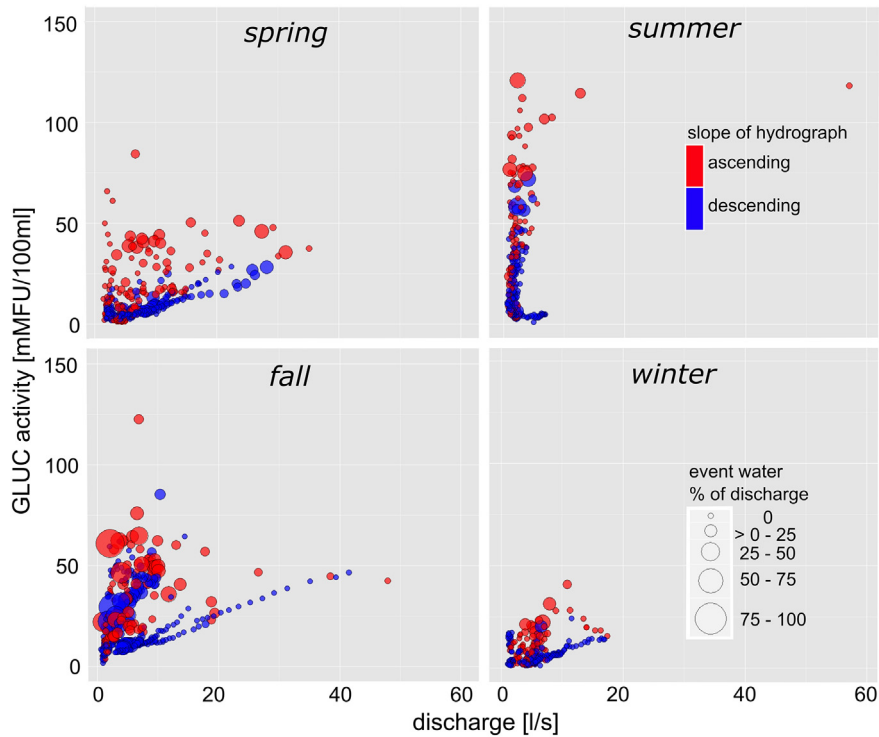 spring
summer
150
100
50
0
slope of hydrograph
ascending
descending
GLUC activity [mMFU/100ml]
fall
winter
150
100
50
0
event water
% of discharge
0
> 0 - 25
25 - 50
50 - 75
75 - 100
0 20 40 60 0 20 40 60
discharge [l/s]